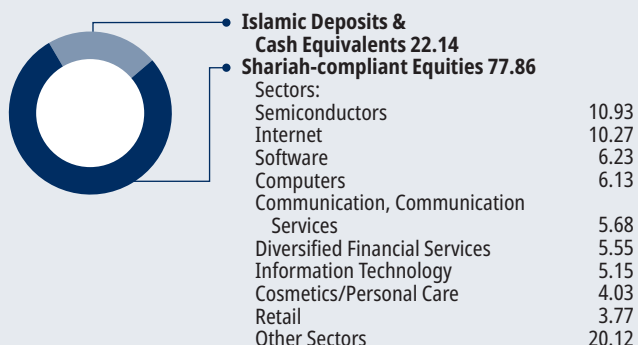 Islamic Deposits &
Cash Equivalents 22.14
Shariah-compliant Equities 77.86
Sectors:
Semiconductors 10.93
Internet 10.27
Software 6.23
Computers 6.13
Communication, Communication
Services 5.68
Diversified Financial Services 5.55
Information Technology 5.15
Cosmetics/Personal Care 4.03
Retail 3.77
Other Sectors 20.12